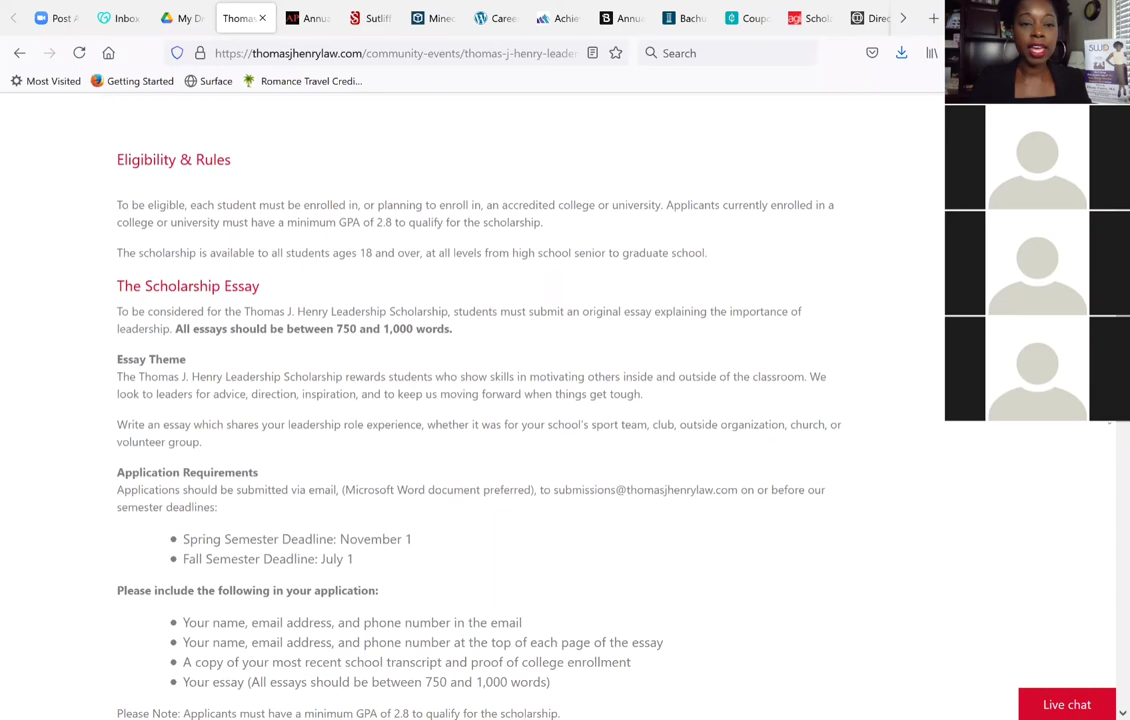 Post A
Inbox
My Dr
Thomas
Annua
Sutliff
Minec
Caree
Achie
Annua
Bachu
Coupo
Schola
Direc
https://thomasjhenrylaw.com/community-events/thomas-j-henry-leader
Search
Most Visited
Getting Started
Surface
Romance Travel Credi...
Eligibility & Rules
To be eligible, each student must be enrolled in, or planning to enroll in, an accredited college or university. Applicants currently enrolled in a
college or university must have a minimum GPA of 2.8 to qualify for the scholarship.
The scholarship is available to all students ages 18 and over, at all levels from high school senior to graduate school.
The Scholarship Essay
To be considered for the Thomas J. Henry Leadership Scholarship, students must submit an original essay explaining the importance of
leadership. All essays should be between 750 and 1,000 words.
Essay Theme
The Thomas J. Henry Leadership Scholarship rewards students who show skills in motivating others inside and outside of the classroom. We
look to leaders for advice, direction, inspiration, and to keep us moving forward when things get tough.
Write an essay which shares your leadership role experience, whether it was for your school's sport team, club, outside organization, church, or
volunteer group.
Application Requirements
Applications should be submitted via email, (Microsoft Word document preferred), to submissions@thomasjhenrylaw.com on or before our
semester deadlines:
Spring Semester Deadline: November 1
Fall Semester Deadline: July 1
Please include the following in your application:
Your name, email address, and phone number in the email
Your name, email address, and phone number at the top of each page of the essay
A copy of your most recent school transcript and proof of college enrollment
Your essay (All essays should be between 750 and 1,000 words)
Please Note: Applicants must have a minimum GPA of 2.8 to qualify for the scholarship.
Live chat